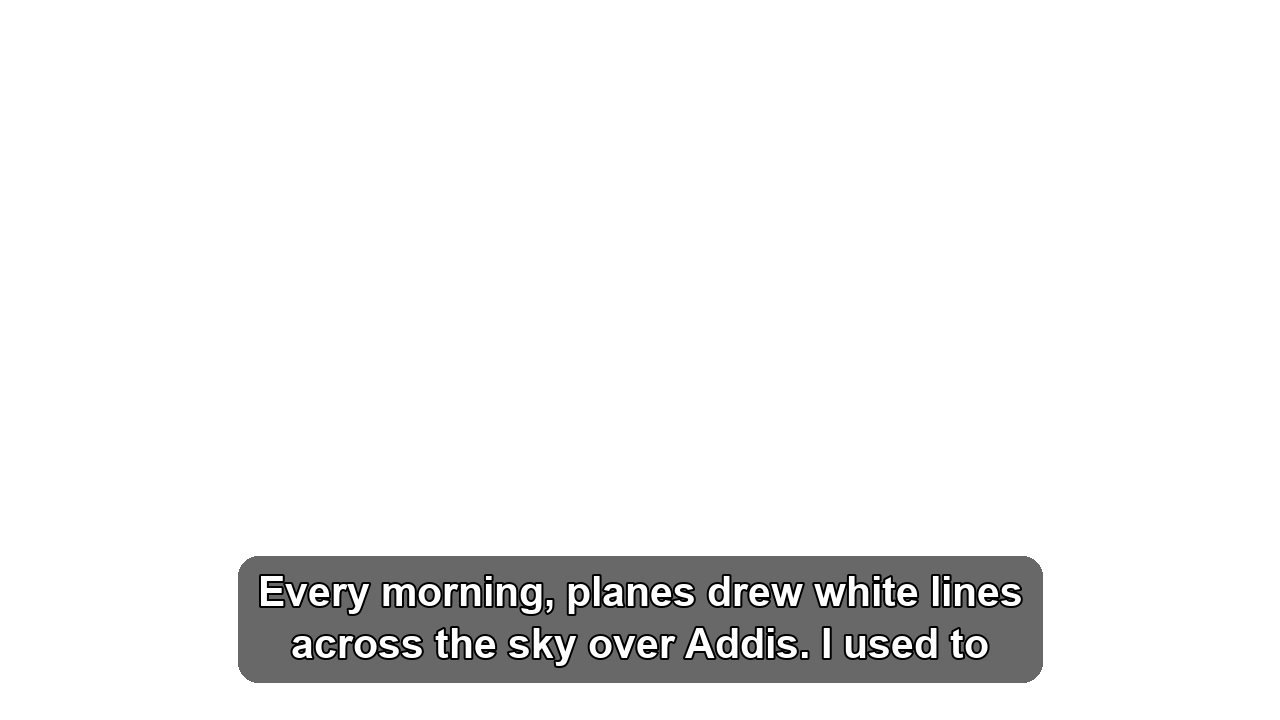 Every morning, planes drew white lines
across the sky over Addis. I used to